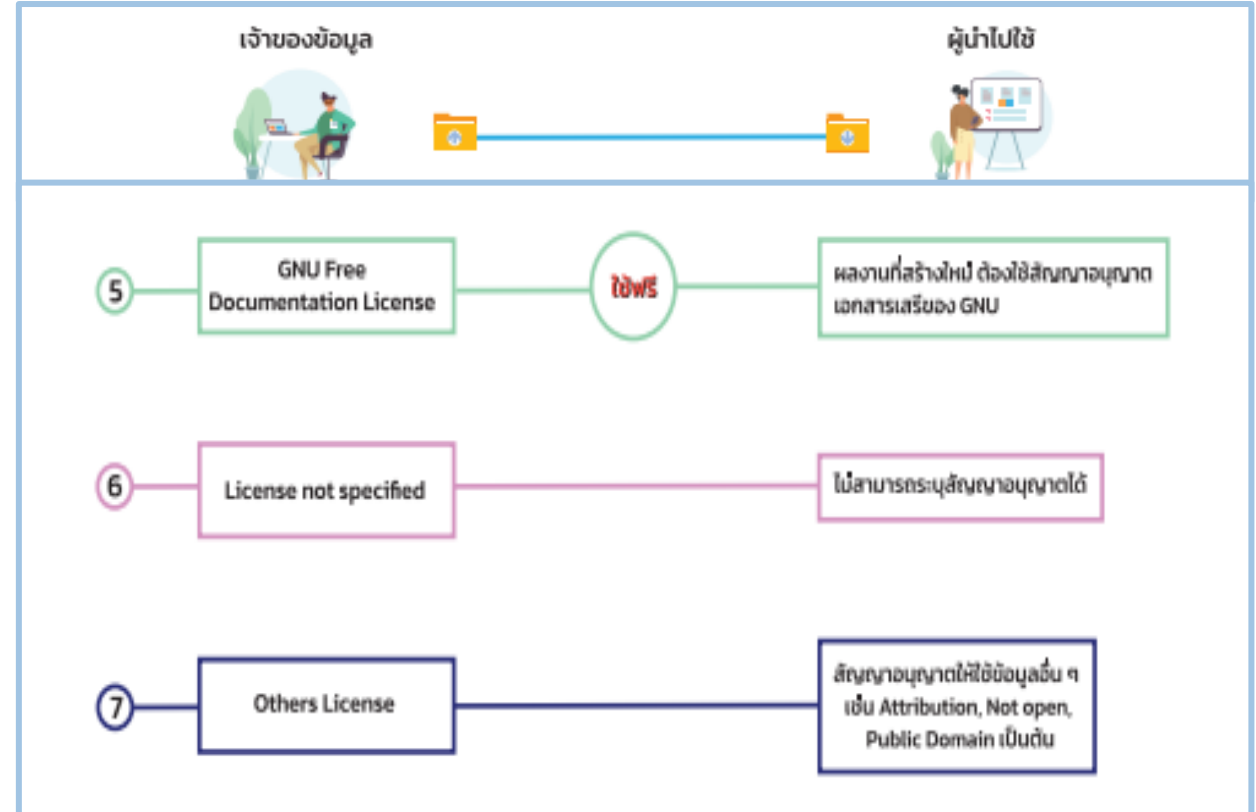 เจ้าของข้อมูล
ผู้นำไปใช้
5
GNU Free
Documentation License
ใช้ฟรี
ผลงานที่สร้างใหม่ ต้องใช้สัญญาอนุญาต
เอกสารเสรีของ GNU
6
License not specified
ไม่สามารถระบุสัญญาอนุญาตได้
7
Others License
สัญญาอนุญาตให้ใช้ข้อมูลอื่น ๆ
เช่น Attribution, Not open,
Public Domain เป็นต้น